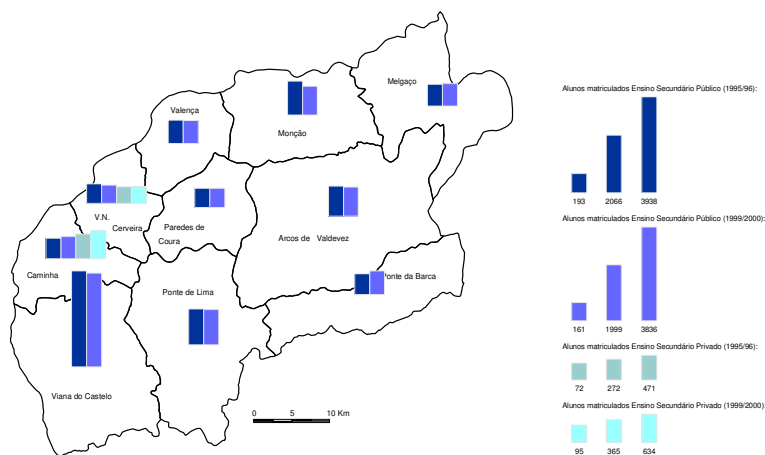 Melgaço
Valença
Monção
V.N.
Cerveira
Paredes de
Coura
Arcos de Valdevez
Caminha
Ponte da Barca
Ponte de Lima
Viana do Castelo
0 5 10 Km
Alunos matriculados Ensino Secundário Público (1995/96):
193 2066 3938
Alunos matriculados Ensino Secundário Público (1999/2000):
161 1999 3836
Alunos matriculados Ensino Secundário Privado (1995/96):
72 272 471
Alunos matriculados Ensino Secundário Privado (1999/2000):
95 365 634